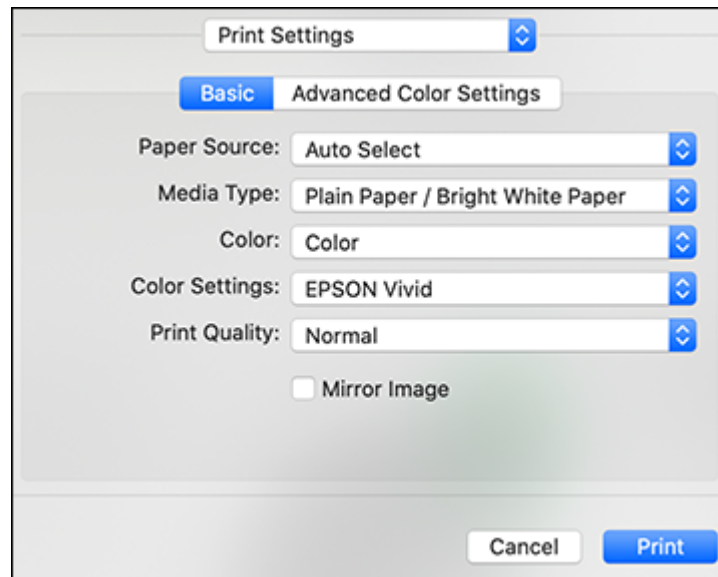 Print Settings
Basic Advanced Color Settings
Paper Source: Auto Select
Media Type: Plain Paper / Bright White Paper
Color: Color
Color Settings: EPSON Vivid
Print Quality: Normal
Mirror Image
Cancel Print